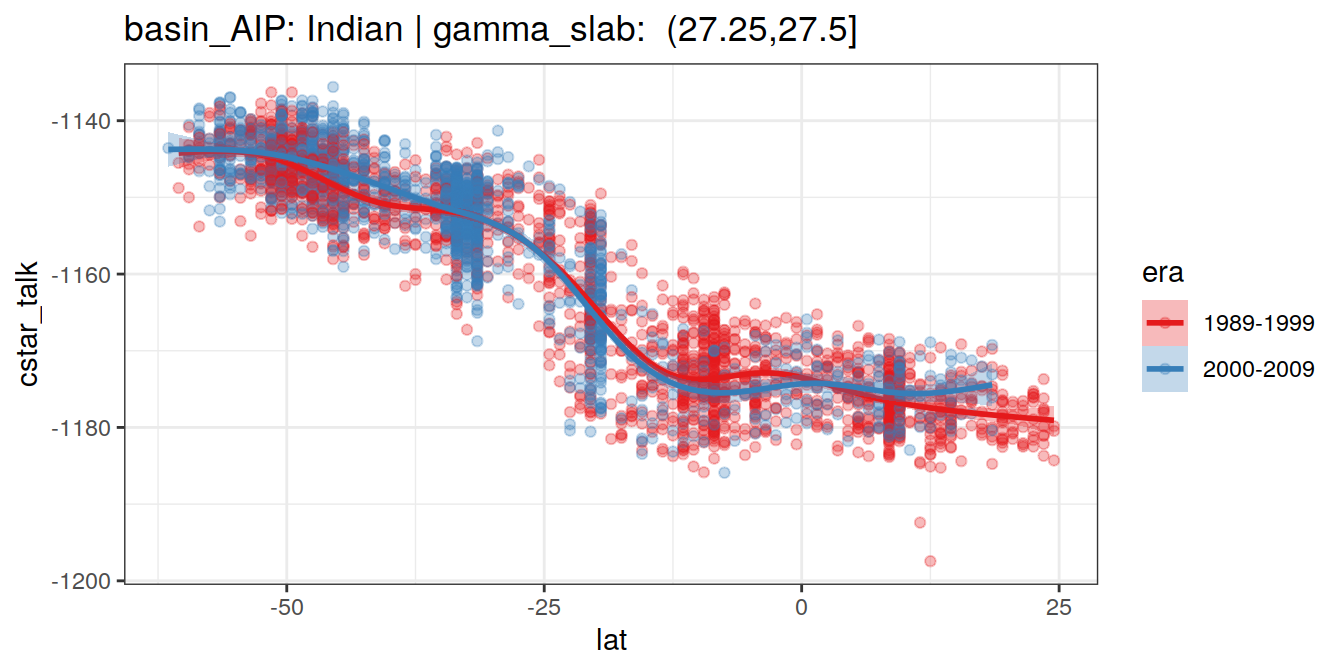 basin_AIP: Indian | gamma_slab:  (27.25,27.5]
cstar_talk
-1140
-1160
-1180
-1200
-50
-25
0
25
lat
era
1989-1999
2000-2009